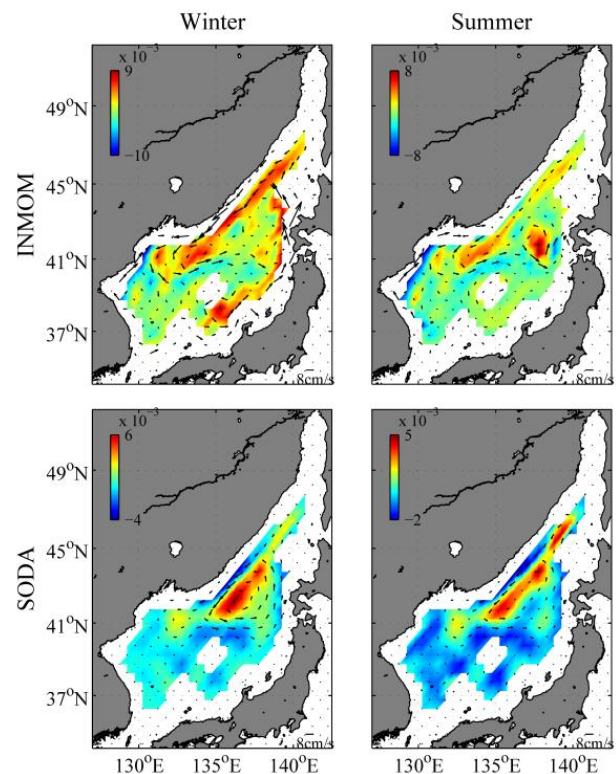 Winter Summer
x 10⁻³ x 10⁻³
9 8
49°N
-10 -8
45°N
INMOM
41°N
37°N
8cm/s 8cm/s
x 10⁻³ x 10⁻³
6 5
49°N
-4 -2
45°N
SODA
41°N
37°N
8cm/s 8cm/s
130°E 135°E 140°E 130°E 135°E 140°E